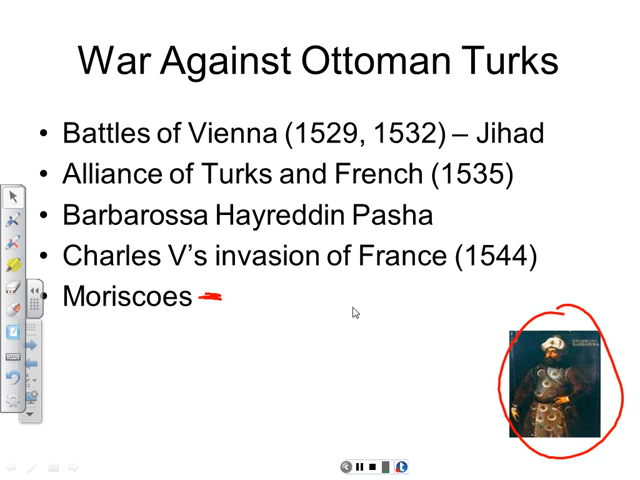 War Against Ottoman Turks
• Battles of Vienna (1529, 1532) – Jihad
• Alliance of Turks and French (1535)
• Barbarossa Hayreddin Pasha
• Charles V’s invasion of France (1544)
• Moriscoes